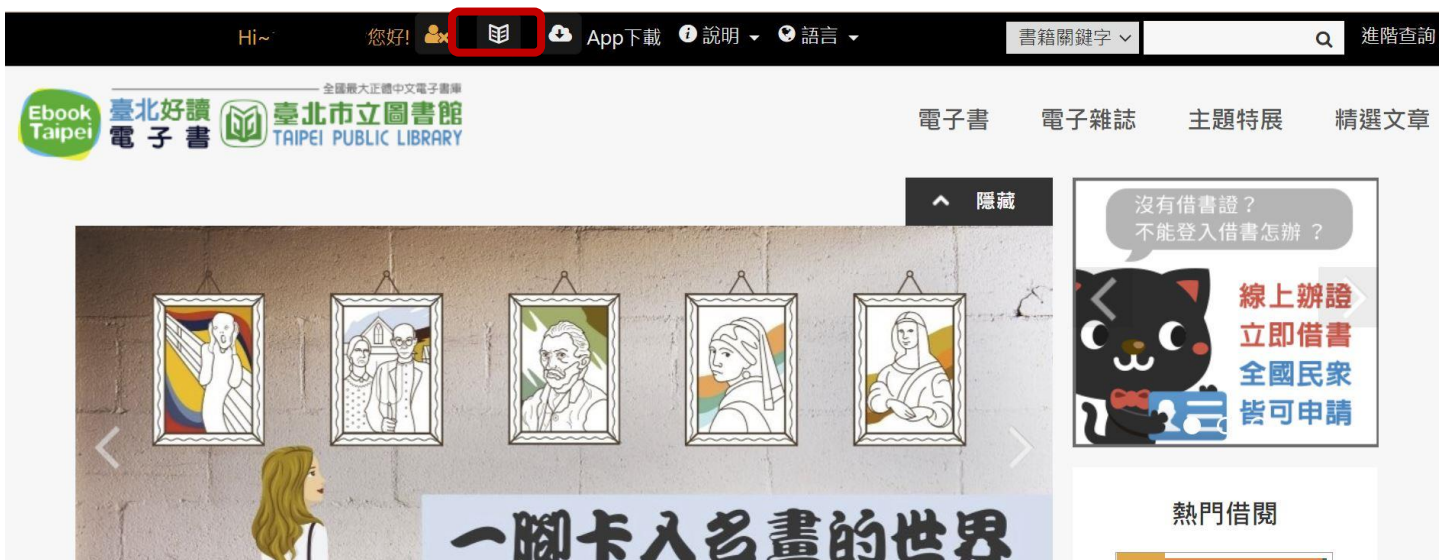 Hi~ 您好! App下載 說明 語言 書籍關鍵字 進階查詢
全國最大正體中文電子書庫
Ebook Taipei
臺北好讀
電子書
臺北市立圖書館
TAIPEI PUBLIC LIBRARY
電子書 電子雜誌 主題特展 精選文章
隱藏
沒有借書證?
不能登入借書怎辦?
線上辦證
立即借書
全國民眾
皆可申請
一腳卡入名畫的世界
熱門借閱